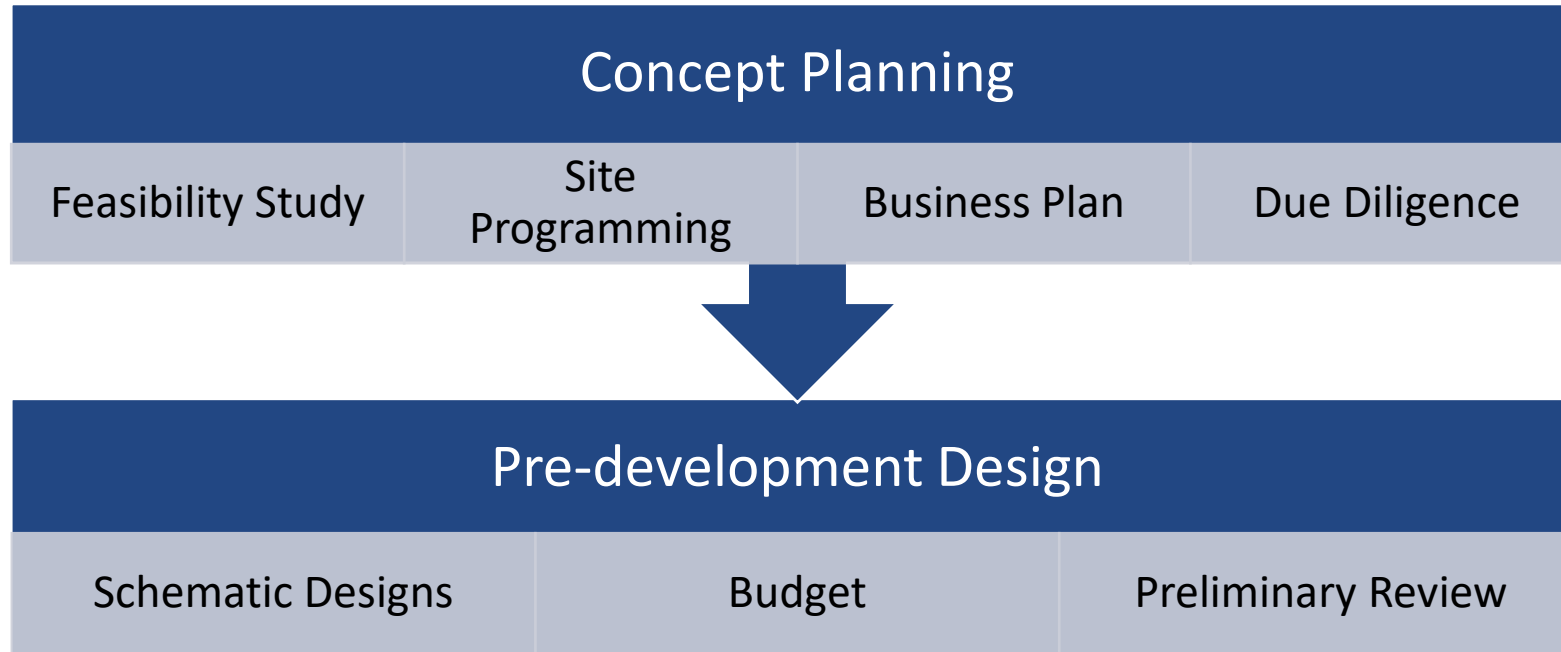 Concept Planning
Feasibility Study
Site
Programming
Business Plan
Due Diligence
Pre-development Design
Schematic Designs
Budget
Preliminary Review